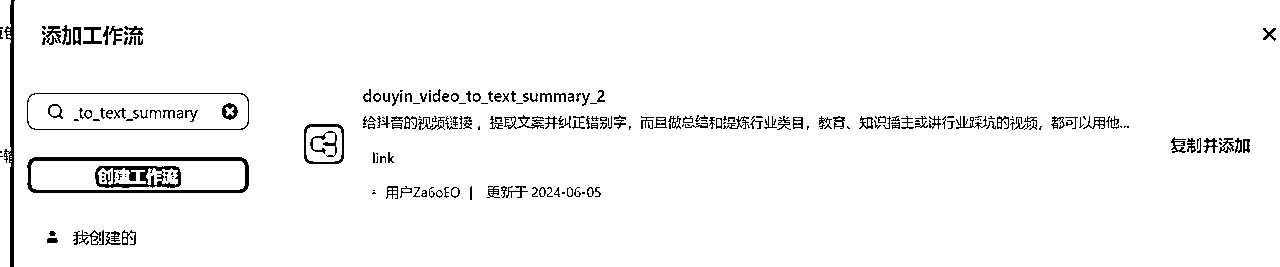 添加工作流
_to_text_summary
创建工作流
我创建的
douyin_video_to_text_summary_2
给抖音的视频链接，提取文案并纠正错别字，而且做总结和提炼行业类目，教育、知识播主或讲行业踩坑的视频，都可以用他...
link
用户Za6oEO | 更新于 2024-06-05
复制并添加